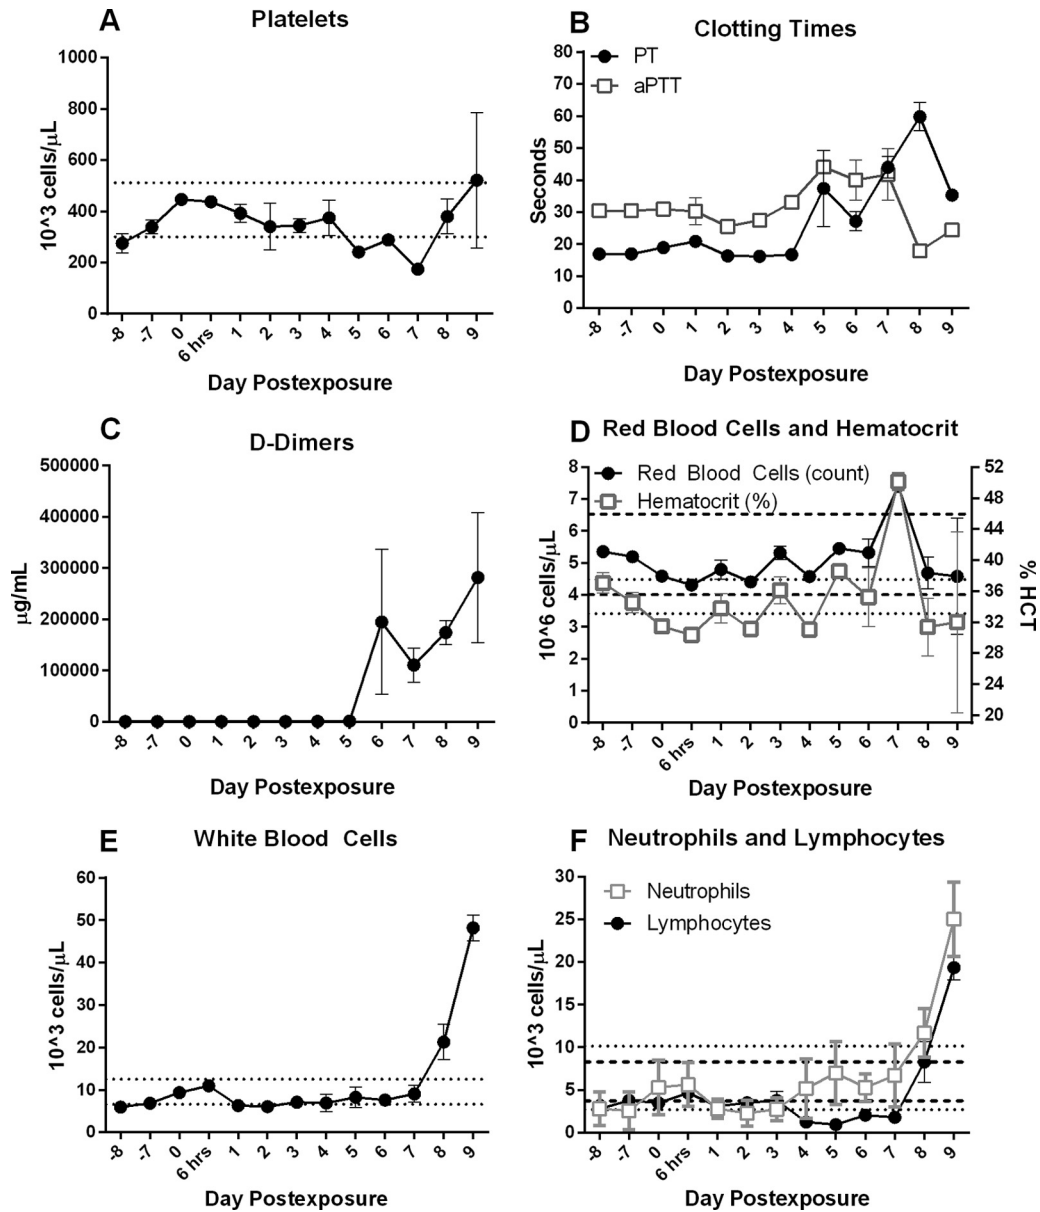 A
Platelets
10^3 cells/µL
1000
800
600
400
200
0
-8 -7 0 6 hrs 1 2 3 4 5 6 7 8 9
Day Postexposure
B
Clotting Times
PT
aPTT
Seconds
80
70
60
50
40
30
20
10
0
-8 -7 0 1 2 3 4 5 6 7 8 9
Day Postexposure
C
D-Dimers
µg/mL
500000
400000
300000
200000
100000
0
-8 -7 0 1 2 3 4 5 6 7 8 9
Day Postexposure
D
Red Blood Cells and Hematocrit
Red Blood Cells (count)
Hematocrit (%)
10^6 cells/µL
8
7
6
5
4
3
2
1
0
% HCT
52
48
44
40
36
32
28
24
20
-8 -7 0 6 hrs 1 2 3 4 5 6 7 8 9
Day Postexposure
E
White Blood Cells
10^3 cells/µL
60
50
40
30
20
10
0
-8 -7 0 6 hrs 1 2 3 4 5 6 7 8 9
Day Postexposure
F
Neutrophils and Lymphocytes
Neutrophils
Lymphocytes
10^3 cells/µL
30
25
20
15
10
5
0
-8 -7 0 6 hrs 1 2 3 4 5 6 7 8 9
Day Postexposure